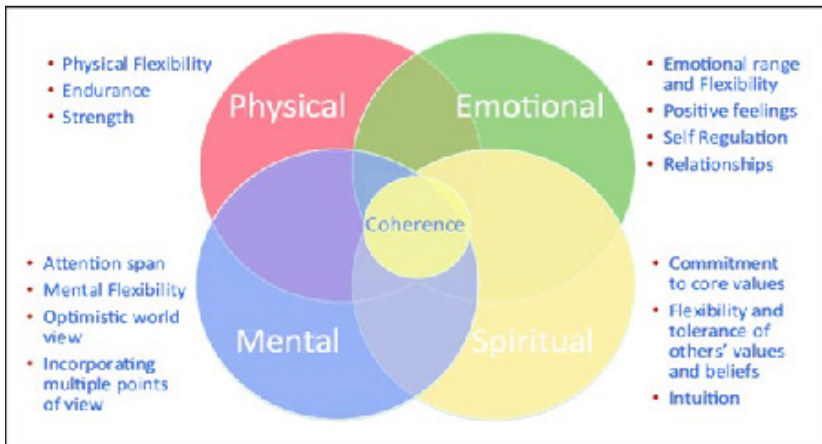 • Physical Flexibility
• Endurance
• Strength
Physical
Emotional
• Emotional range
and Flexibility
• Positive feelings
• Self Regulation
• Relationships
Coherence
• Attention span
• Mental Flexibility
• Optimistic world
view
• Incorporating
multiple points
of view
Mental
Spiritual
• Commitment
to core values
• Flexibility and
tolerance of
others' values
and beliefs
• Intuition